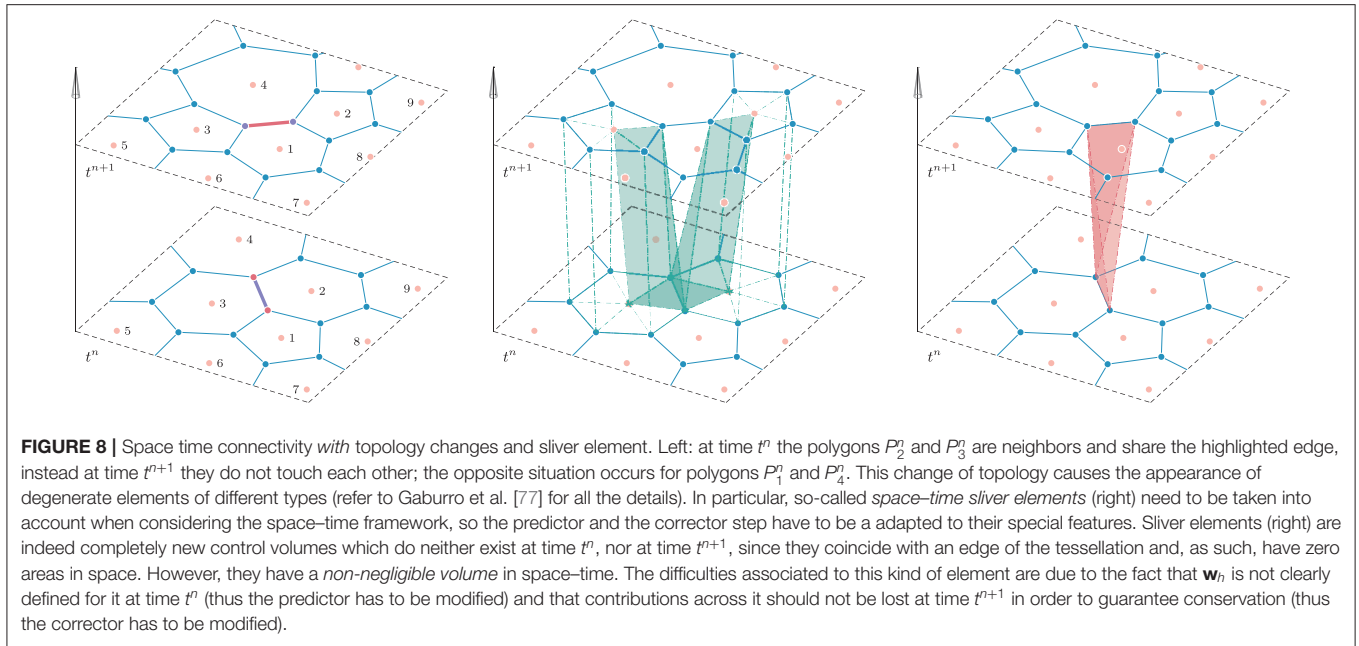 4
2
9
3
1
5
8
6
7
t^{n+1}
4
2
9
3
1
5
8
6
7
t^n
t^{n+1}
t^n
t^{n+1}
t^n
FIGURE 8 | Space time connectivity with topology changes and sliver element. Left: at time t^n the polygons P_2^n and P_3^n are neighbors and share the highlighted edge,
instead at time t^{n+1} they do not touch each other; the opposite situation occurs for polygons P_1^n and P_4^n. This change of topology causes the appearance of
degenerate elements of different types (refer to Gaburro et al. [77] for all the details). In particular, so-called space–time sliver elements (right) need to be taken into
account when considering the space–time framework, so the predictor and the corrector step have to be a adapted to their special features. Sliver elements (right) are
indeed completely new control volumes which do neither exist at time t^n, nor at time t^{n+1}, since they coincide with an edge of the tessellation and, as such, have zero
areas in space. However, they have a non-negligible volume in space–time. The difficulties associated to this kind of element are due to the fact that w_h is not clearly
defined for it at time t^n (thus the predictor has to be modified) and that contributions across it should not be lost at time t^{n+1} in order to guarantee conservation (thus
the corrector has to be modified).